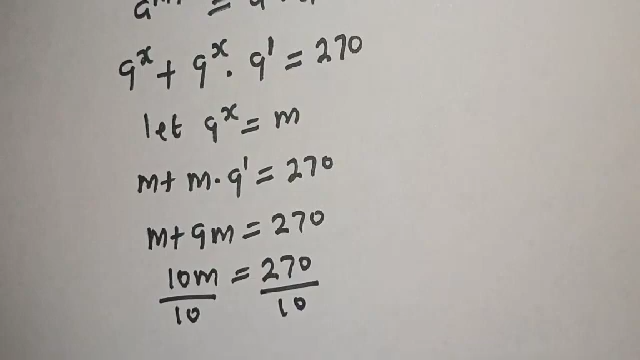 9^x + 9^x . 9^1 = 270
let 9^x = m
m + m . 9^1 = 270
m + 9m = 270
10m/10 = 270/10